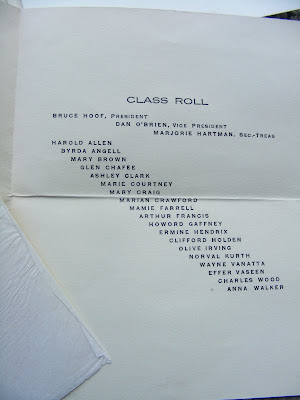 CLASS ROLL
BRUCE HOOF, PRESIDENT
DAN O'BRIEN, VICE PRESIDENT
MARJORIE HARTMAN, SEC.-TREAS
HAROLD ALLEN
BYRDA ANGELL
MARY BROWN
GLEN CHAFEE
ASHLEY CLARK
MARIE COURTNEY
MARY CRAIG
MARIAN CRAWFORD
MAMIE FARRELL
ARTHUR FRANCIS
HOWARD GAFFNEY
ERMINE HENDRIX
CLIFFORD HOLDEN
OLIVE IRVING
NORVAL KURTH
WAYNE VANATTA
EFFER VASEEN
CHARLES WOOD
ANNA WALKER